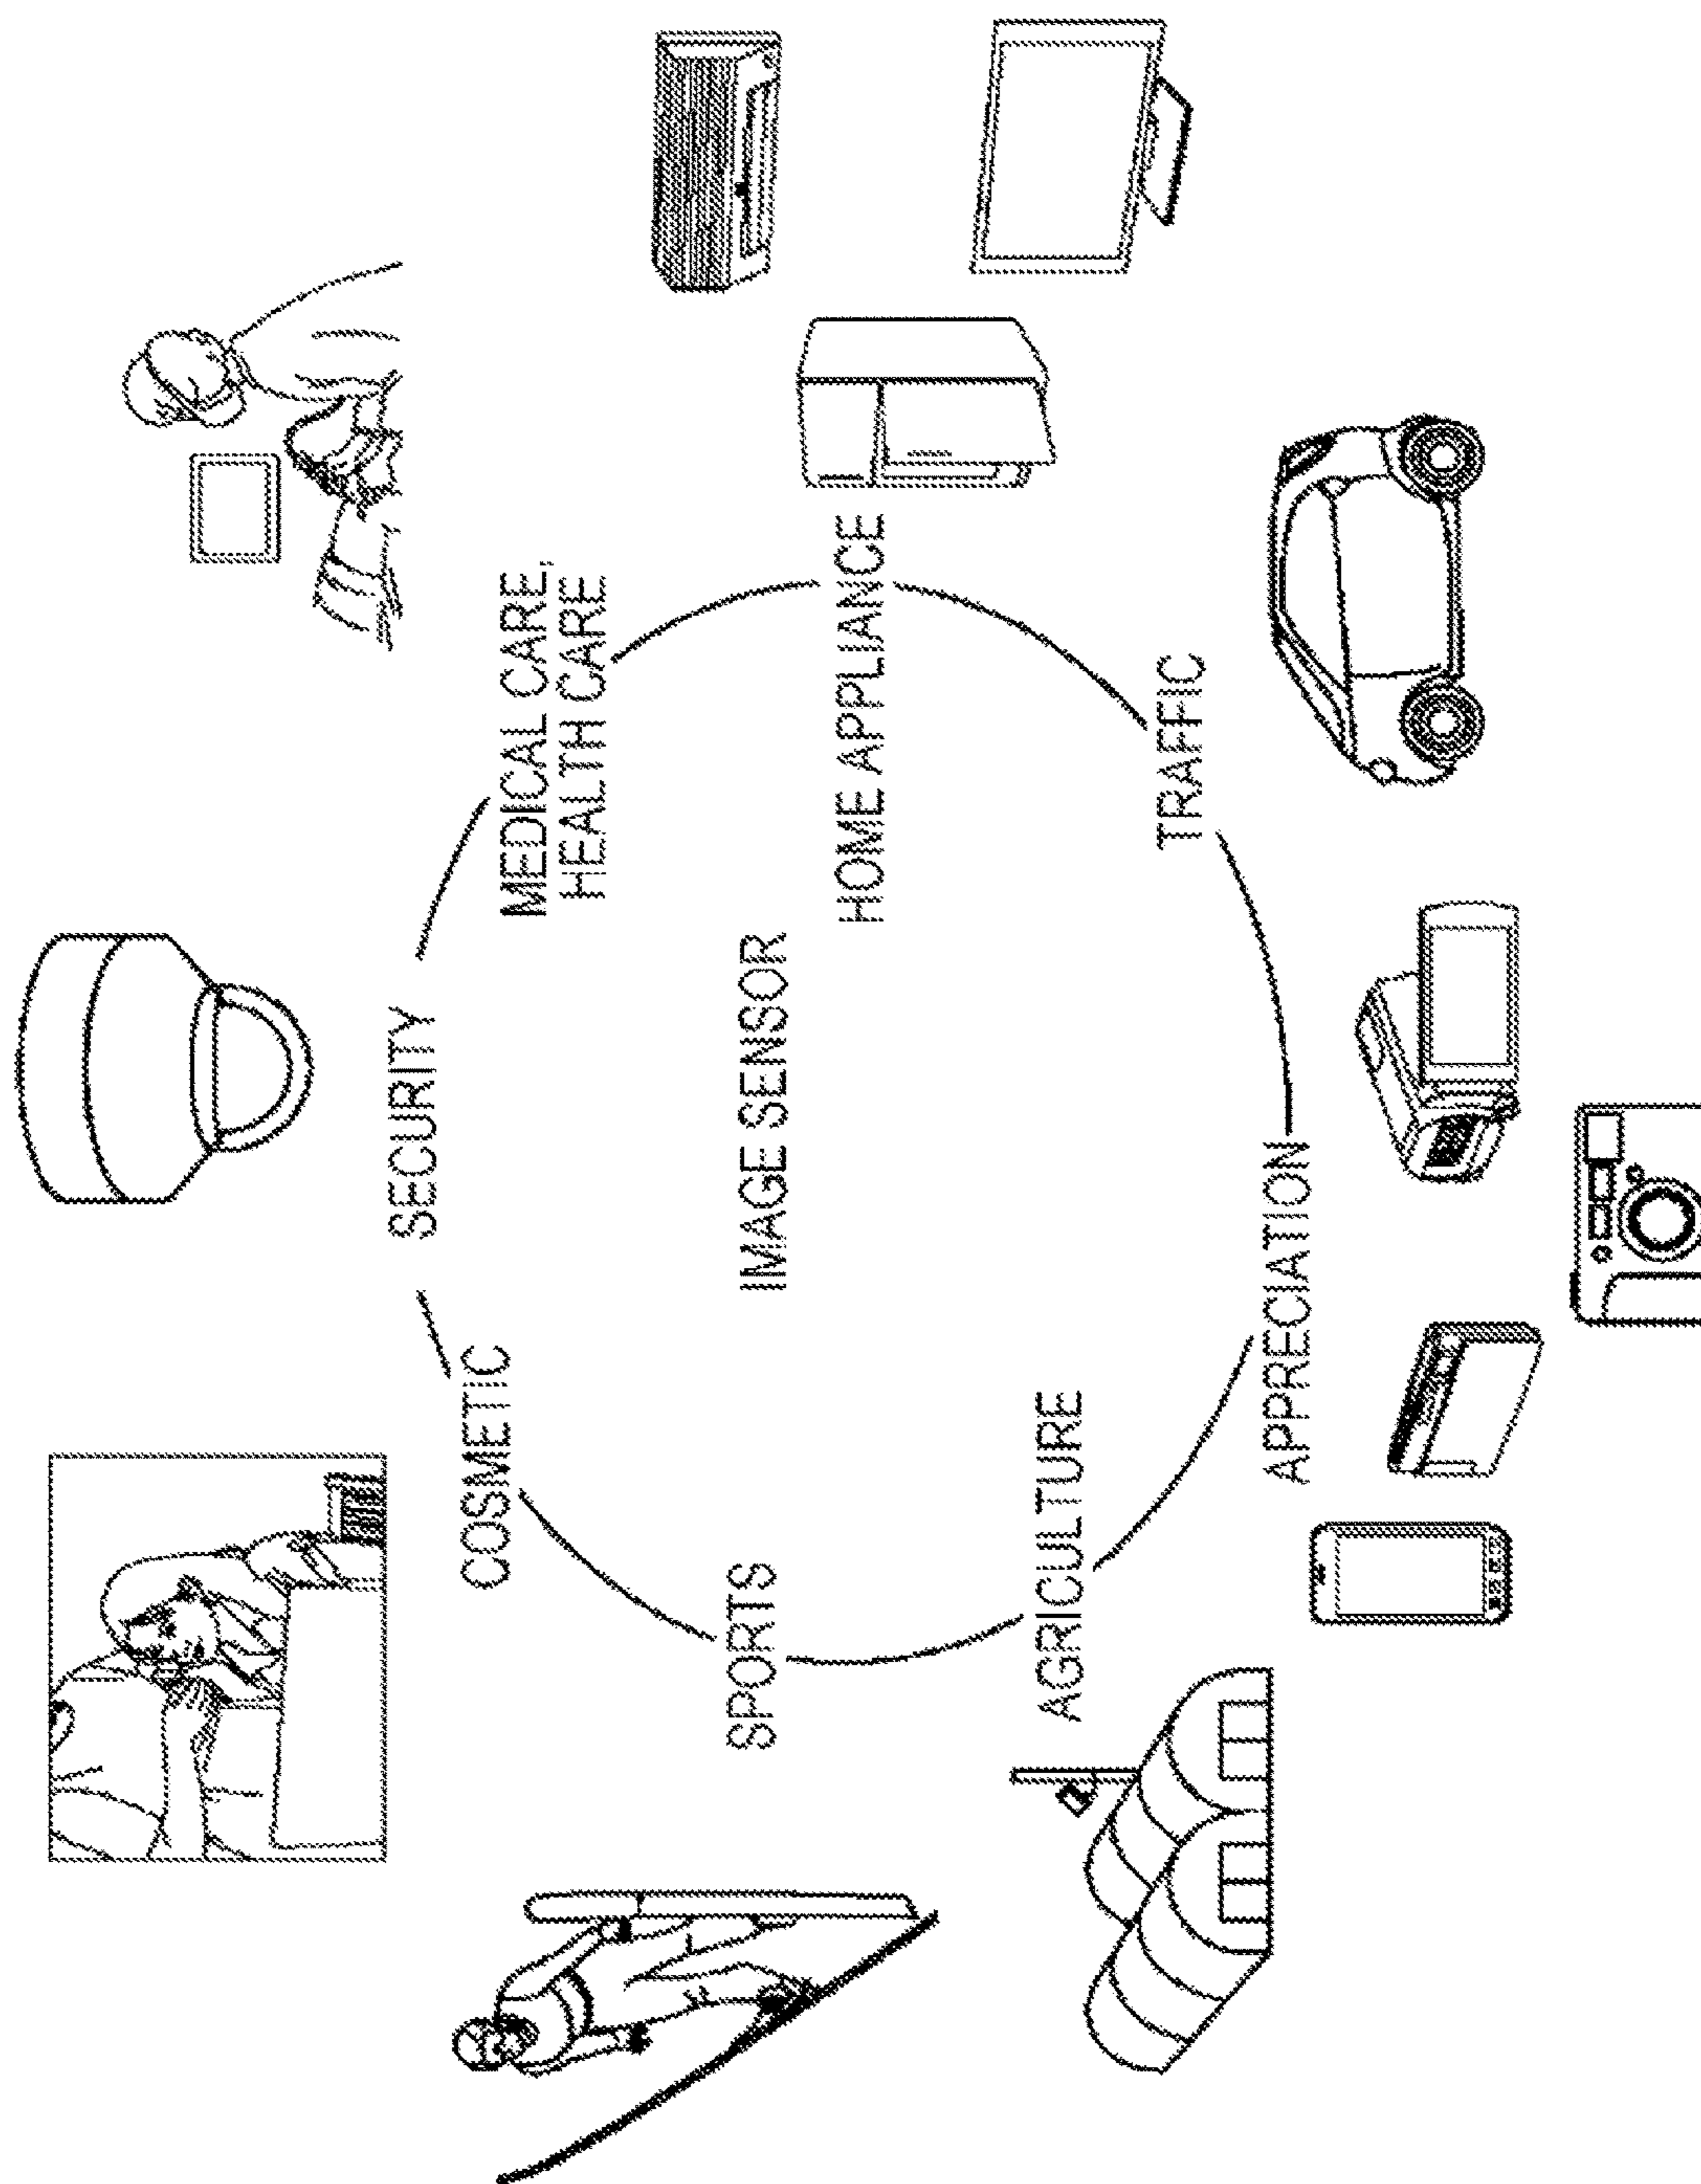 SECURITY
MEDICAL CARE,
HEALTH CARE
COSMETIC
IMAGE SENSOR
SPORTS
HOME APPLIANCE
AGRICULTURE
TRAFFIC
APPRECIATION